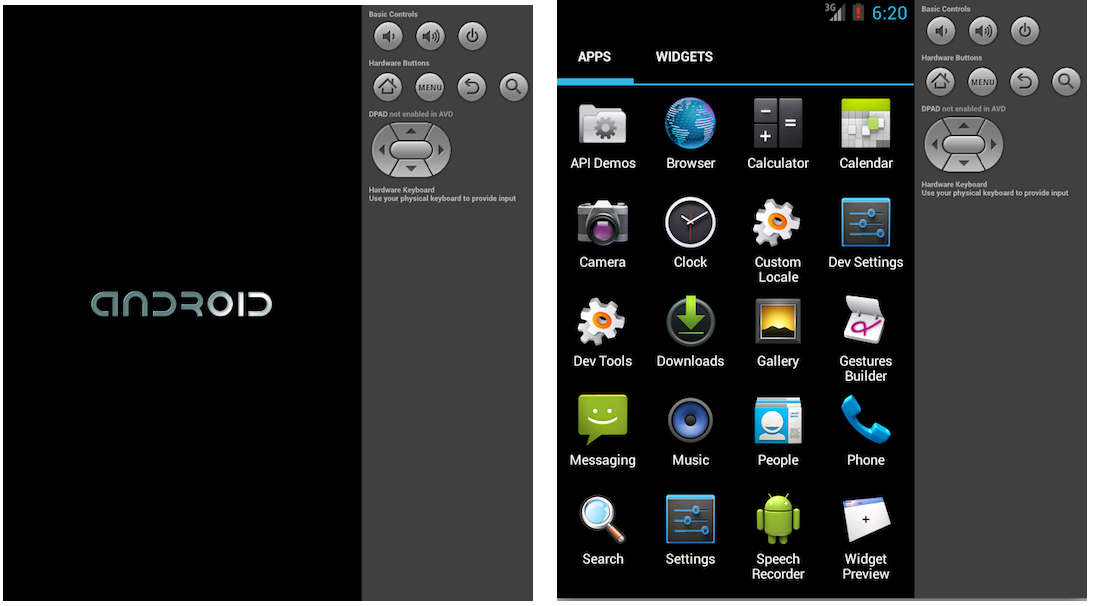 Basic Controls
Hardware Buttons
MENU
DPAD not enabled in AVD
Hardware Keyboard
Use your physical keyboard to provide input
ANDROID
3G 6:20
APPS WIDGETS
API Demos Browser Calculator Calendar
Camera Clock Custom Locale Dev Settings
Dev Tools Downloads Gallery Gestures Builder
Messaging Music People Phone
Search Settings Speech Recorder Widget Preview
Basic Controls
Hardware Buttons
MENU
DPAD not enabled in AVD
Hardware Keyboard
Use your physical keyboard to provide input